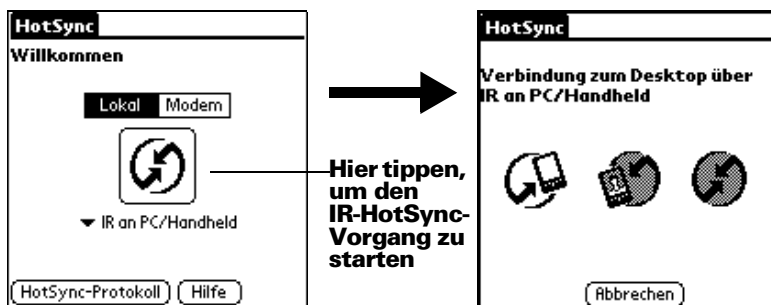 HotSync
Willkommen
Lokal Modem
▼ IR an PC/Handheld
HotSync-Protokoll Hilfe
Hier tippen,
um den
IR-HotSync-
Vorgang zu
starten
HotSync
Verbindung zum Desktop über
IR an PC/Handheld
Abbrechen